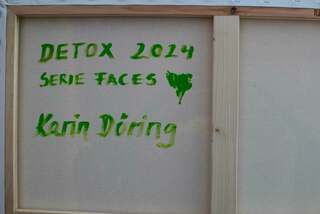 DETOX 2024
SERIE FACES
Karin Döring